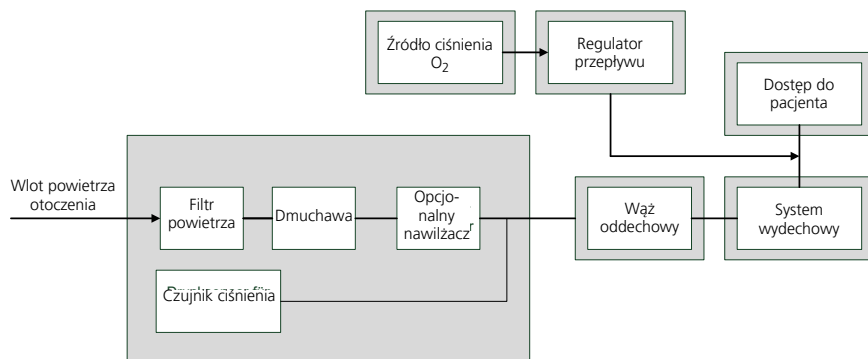 Źródło ciśnienia
O2
Regulator
przepływu
Dostęp do
pacjenta
Wlot powietrza
otoczenia
Filtr
powietrza
Dmuchawa
Opcjo-
nalny
nawilżacz
Wąż
oddechowy
System
wydechowy
Czujnik ciśnienia